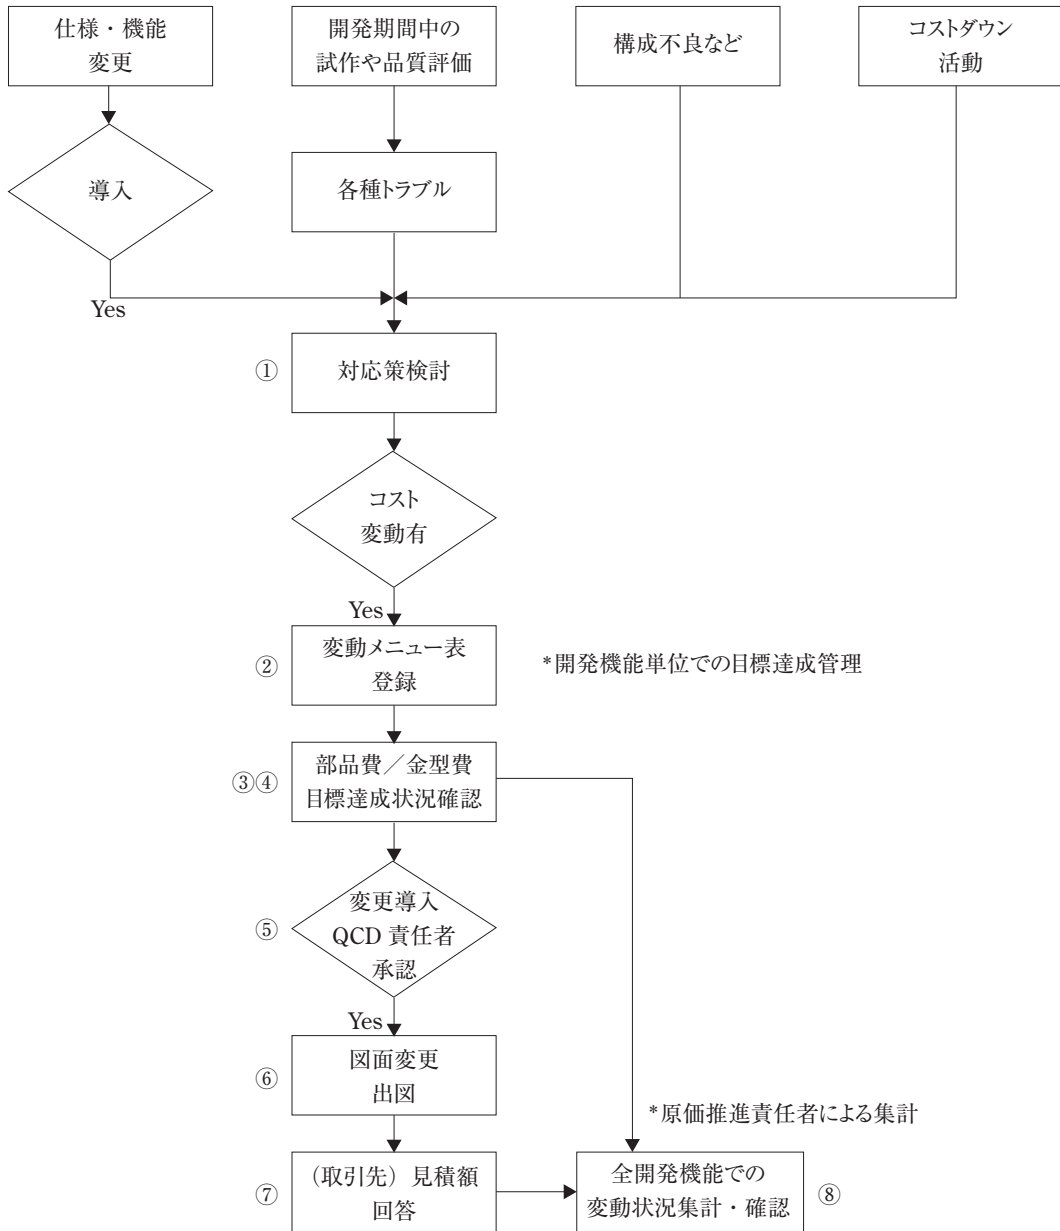 仕様・機能
変更
開発期間中の
試作や品質評価
構成不良など
コストダウン
活動
導入
各種トラブル
Yes
①
対応策検討
コスト
変動有
Yes
②
変動メニュー表
登録
*開発機能単位での目標達成管理
③④
部品費／金型費
目標達成状況確認
⑤
変更導入
QCD 責任者
承認
Yes
⑥
図面変更
出図
*原価推進責任者による集計
⑦
（取引先）見積額
回答
全開発機能での
変動状況集計・確認
⑧